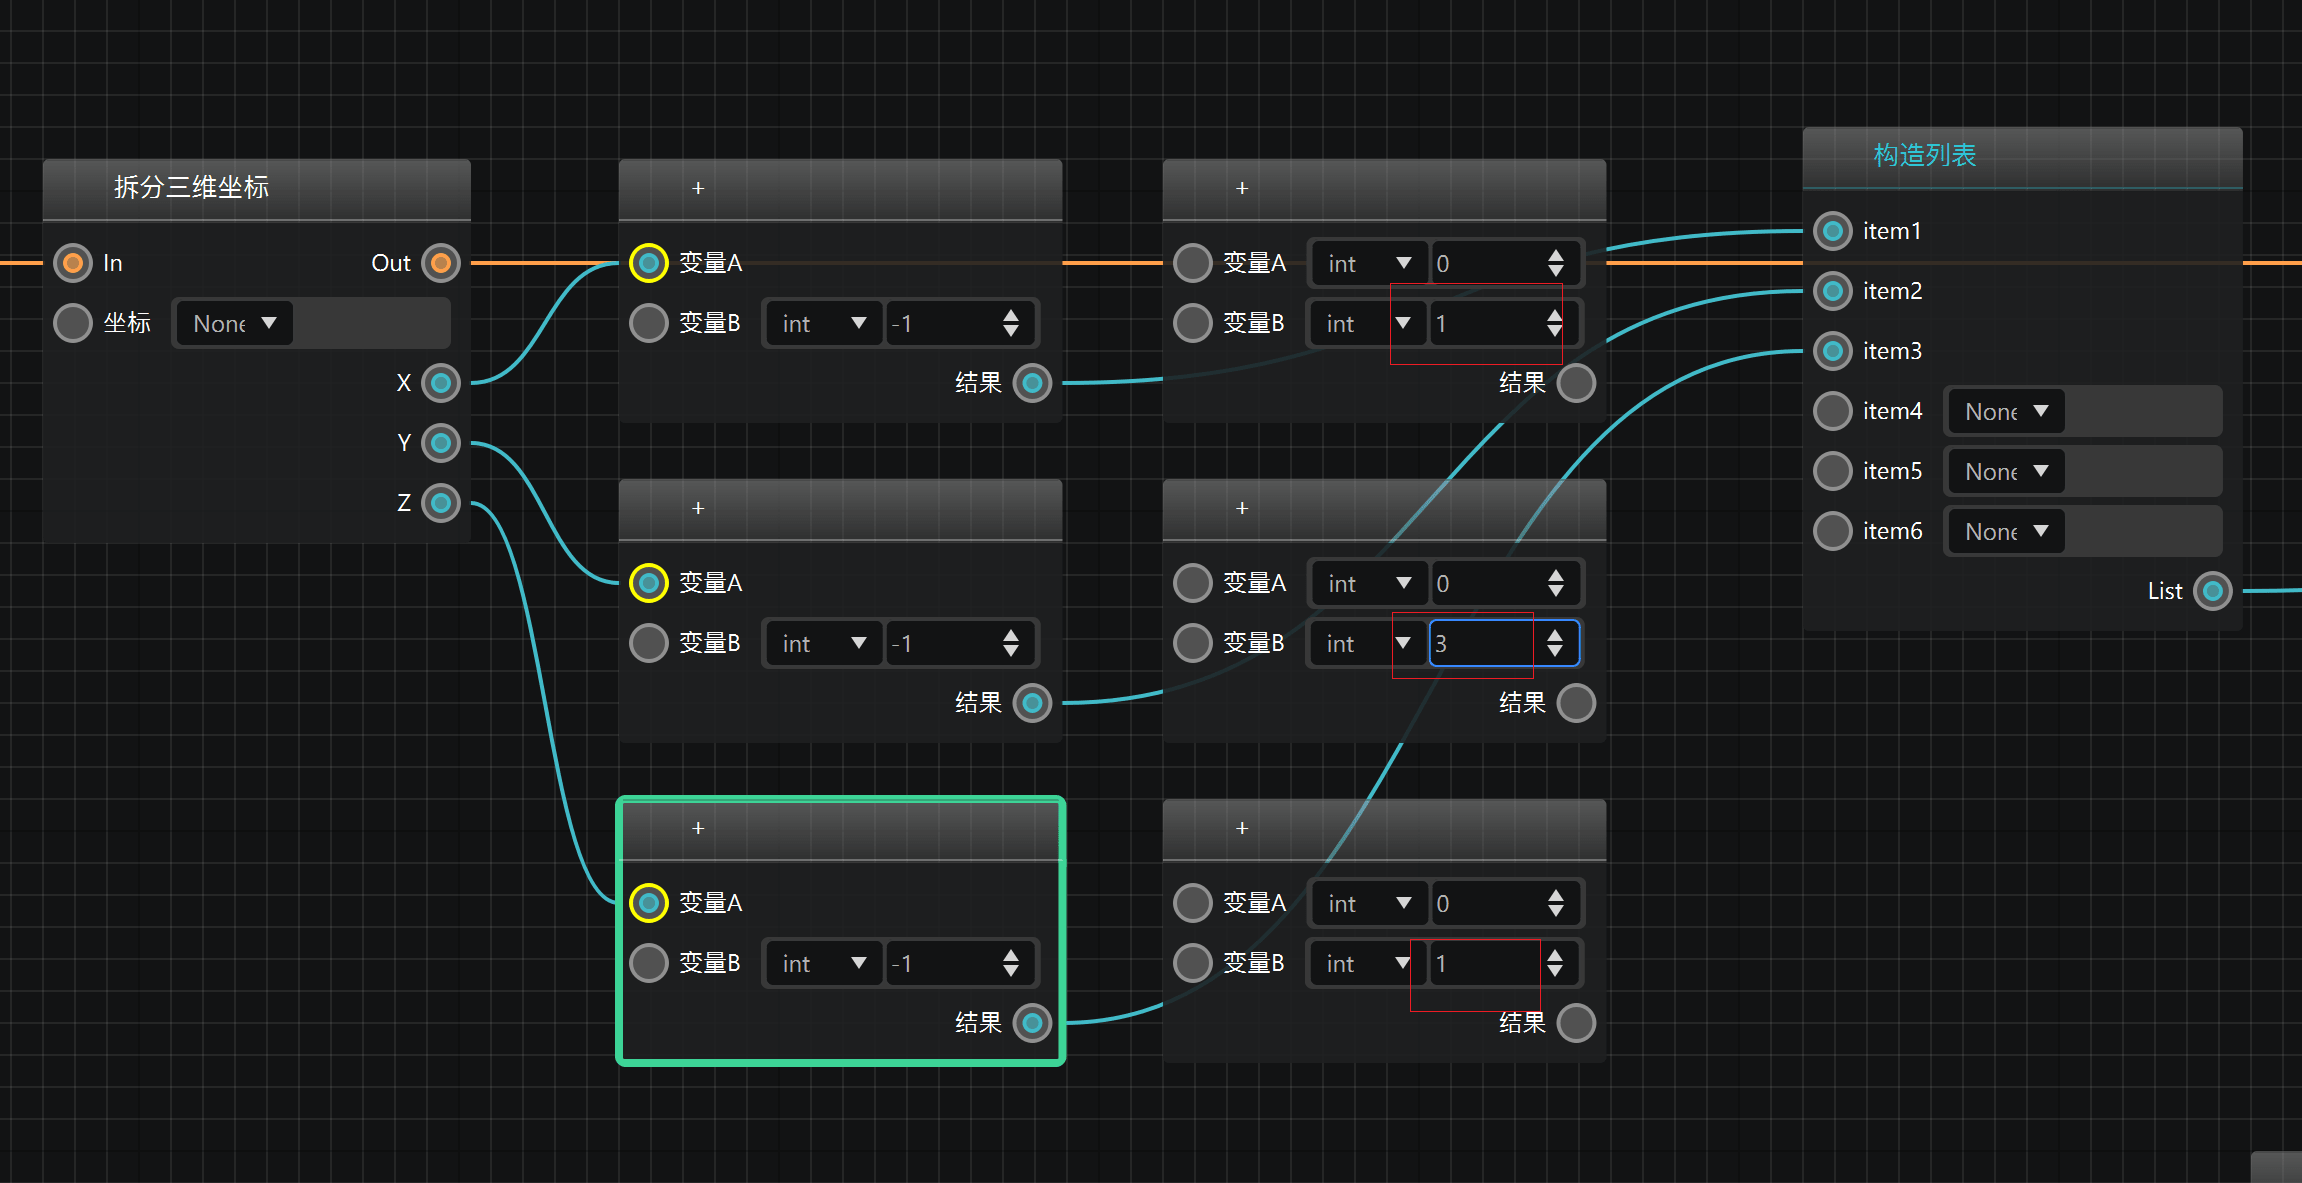 拆分三维坐标
In
Out
坐标
None
X
Y
Z
+
变量A
变量B
int
-1
结果
+
变量A
变量B
int
-1
结果
+
变量A
变量B
int
-1
结果
+
变量A
int
0
变量B
int
1
结果
+
变量A
int
0
变量B
int
3
结果
+
变量A
int
0
变量B
int
1
结果
构造列表
item1
item2
item3
item4
None
item5
None
item6
None
List